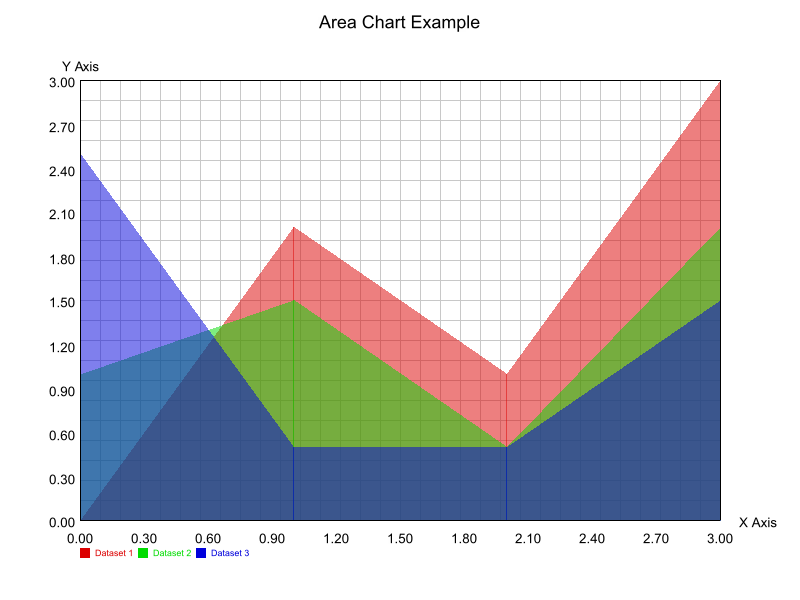 Area Chart Example
Y Axis
3.00
2.70
2.40
2.10
1.80
1.50
1.20
0.90
0.60
0.30
0.00
X Axis
0.00 0.30 0.60 0.90 1.20 1.50 1.80 2.10 2.40 2.70 3.00
Dataset 1 Dataset 2 Dataset 3